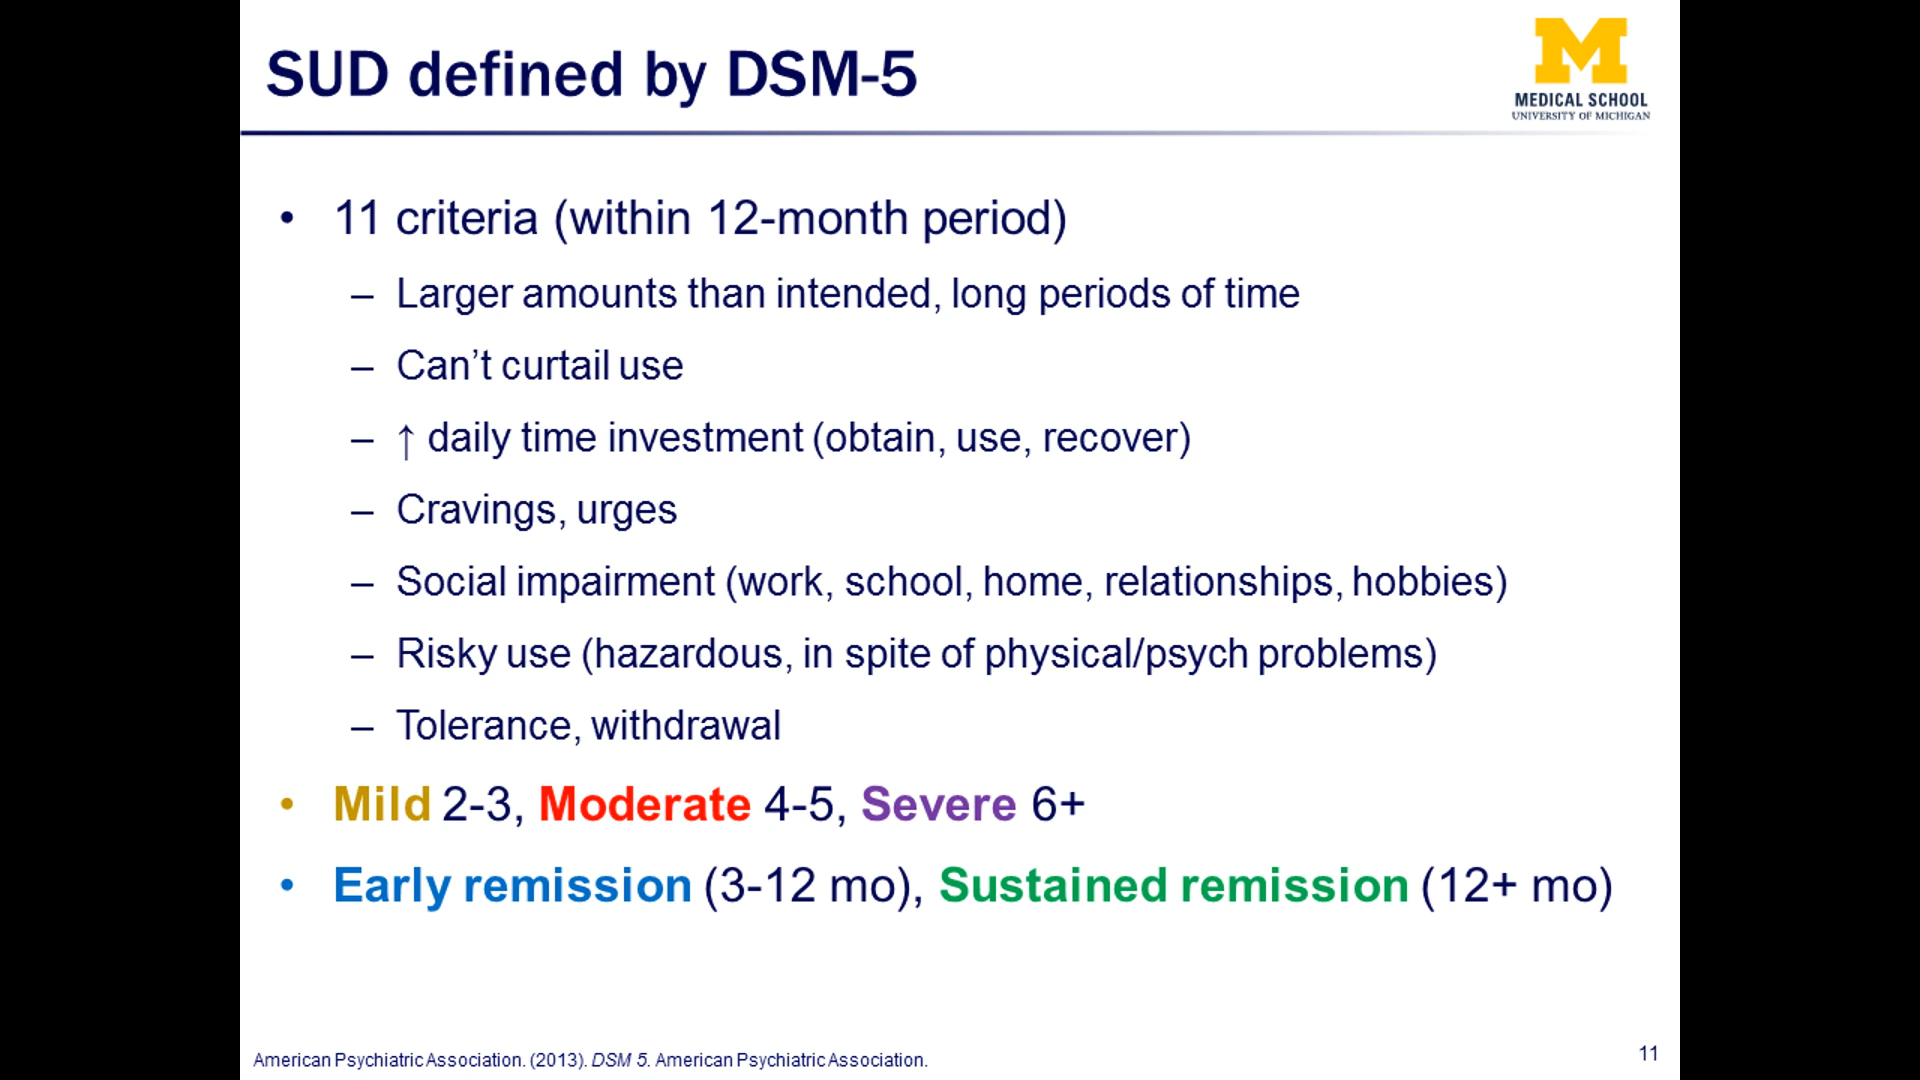 SUD defined by DSM-5
M
MEDICAL SCHOOL
UNIVERSITY OF MICHIGAN
• 11 criteria (within 12-month period)
– Larger amounts than intended, long periods of time
– Can’t curtail use
– ↑ daily time investment (obtain, use, recover)
– Cravings, urges
– Social impairment (work, school, home, relationships, hobbies)
– Risky use (hazardous, in spite of physical/psych problems)
– Tolerance, withdrawal
• Mild 2-3, Moderate 4-5, Severe 6+
• Early remission (3-12 mo), Sustained remission (12+ mo)
American Psychiatric Association. (2013). DSM 5. American Psychiatric Association.
11